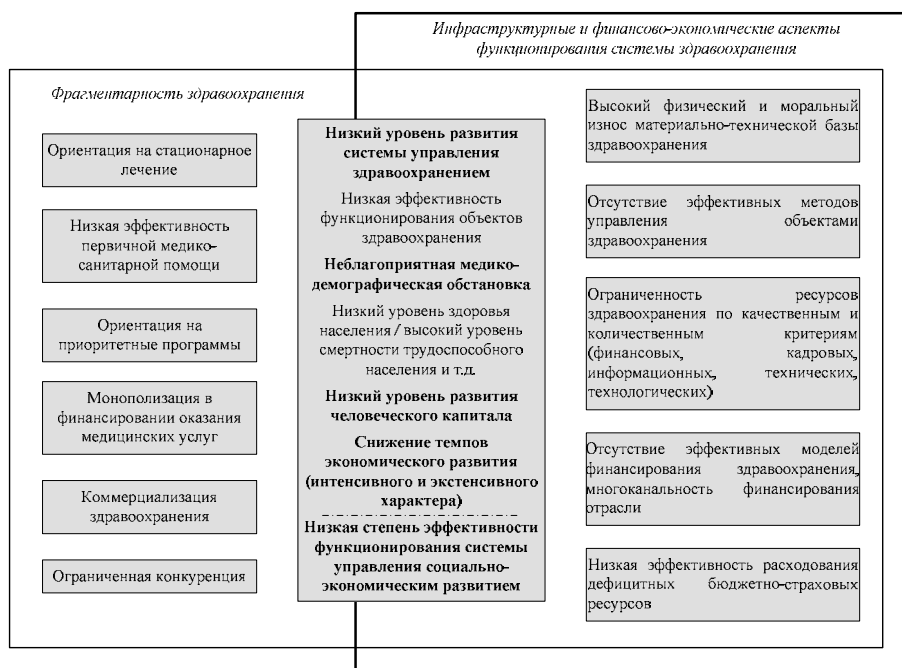 Инфраструктурные и финансово-экономические аспекты
функционирования системы здравоохранения
Фрагментарность здравоохранения
Ориентация на стационарное
лечение
Низкая эффективность
первичной медико-
санитарной помощи
Ориентация на
приоритетные программы
Монополизация в
финансировании оказания
медицинских услуг
Коммерциализация
здравоохранения
Ограниченная конкуренция
Низкий уровень развития
системы управления
здравоохранением
Низкая эффективность
функционирования объектов
здравоохранения
Неблагоприятная медико-
демографическая обстановка
Низкий уровень здоровья
населения / высокий уровень
смертности трудоспособного
населения и т.д.
Низкий уровень развития
человеческого капитала
Снижение темпов
экономического развития
(интенсивного и экстенсивного
характера)
Низкая степень эффективности
функционирования системы
управления социально-
экономическим развитием
Высокий физический и моральный
износ материально-технической базы
здравоохранения
Отсутствие эффективных методов
управления объектами
здравоохранения
Ограниченность ресурсов
здравоохранения по качественным и
количественным критериям
(финансовых, кадровых,
информационных, технических,
технологических)
Отсутствие эффективных моделей
финансирования здравоохранения,
многоканальность финансирования
отрасли
Низкая эффективность расходования
дефицитных бюджетно-страховых
ресурсов